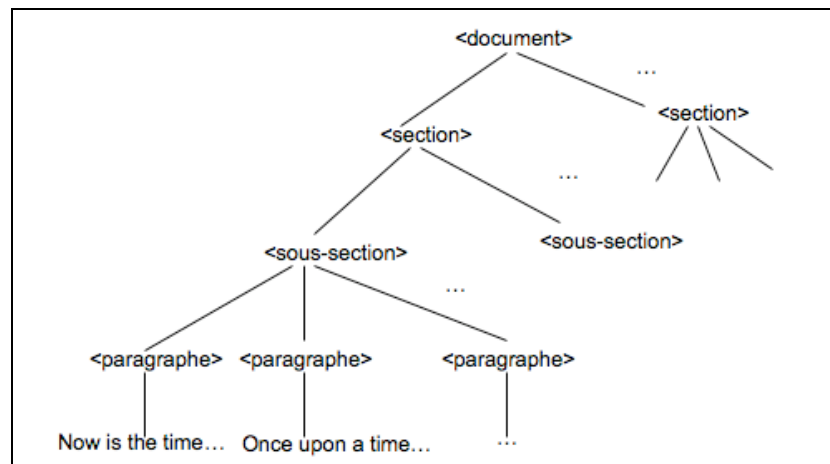 <document>
…
<section>
<section>
…
<sous-section>
<sous-section>
…
<paragraphe> <paragraphe> <paragraphe>
Now is the time… Once upon a time… …